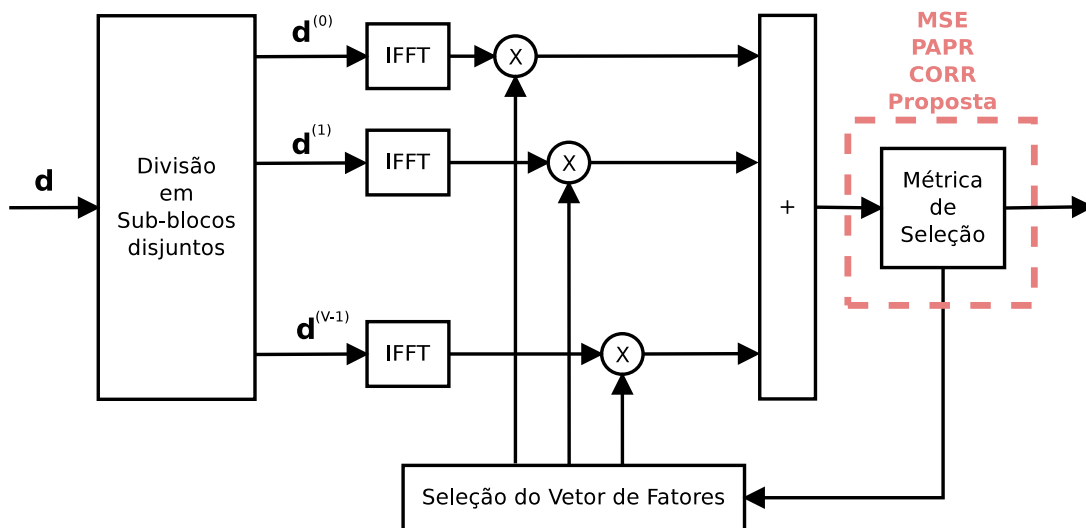 MSE
PAPR
CORR
Proposta
d
Divisão
em
Sub-blocos
disjuntos
d(0)
IFFT
X
d(1)
IFFT
X
d(V-1)
IFFT
X
+
Métrica
de
Seleção
Seleção do Vetor de Fatores